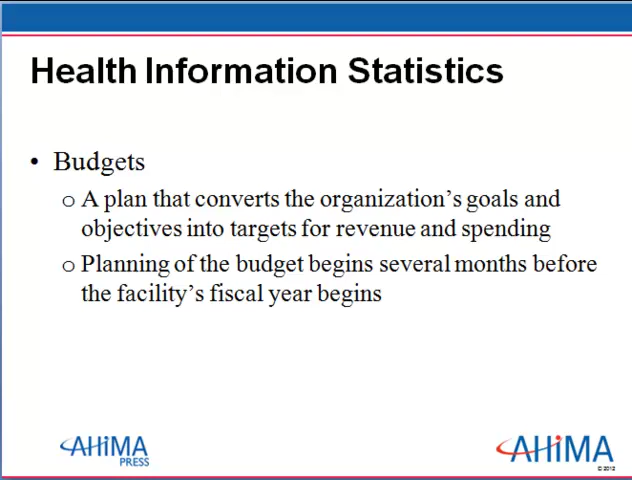 Health Information Statistics
• Budgets
o A plan that converts the organization's goals and
objectives into targets for revenue and spending
o Planning of the budget begins several months before
the facility's fiscal year begins
AHiMA
PRESS
AHiMA
© 2012